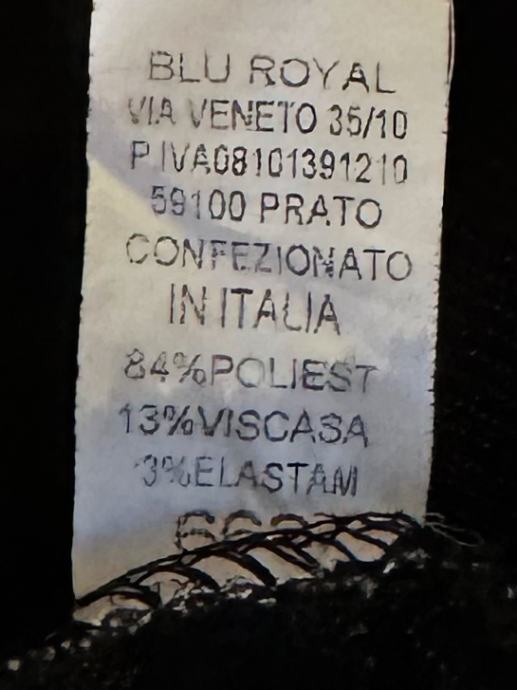 BLU ROYAL
VIA VENETO 35/10
P.IVA08101391210
59100 PRATO
CONFEZIONATO
IN ITALIA
84%POLIEST
13%VISCASA
3%ELASTAM